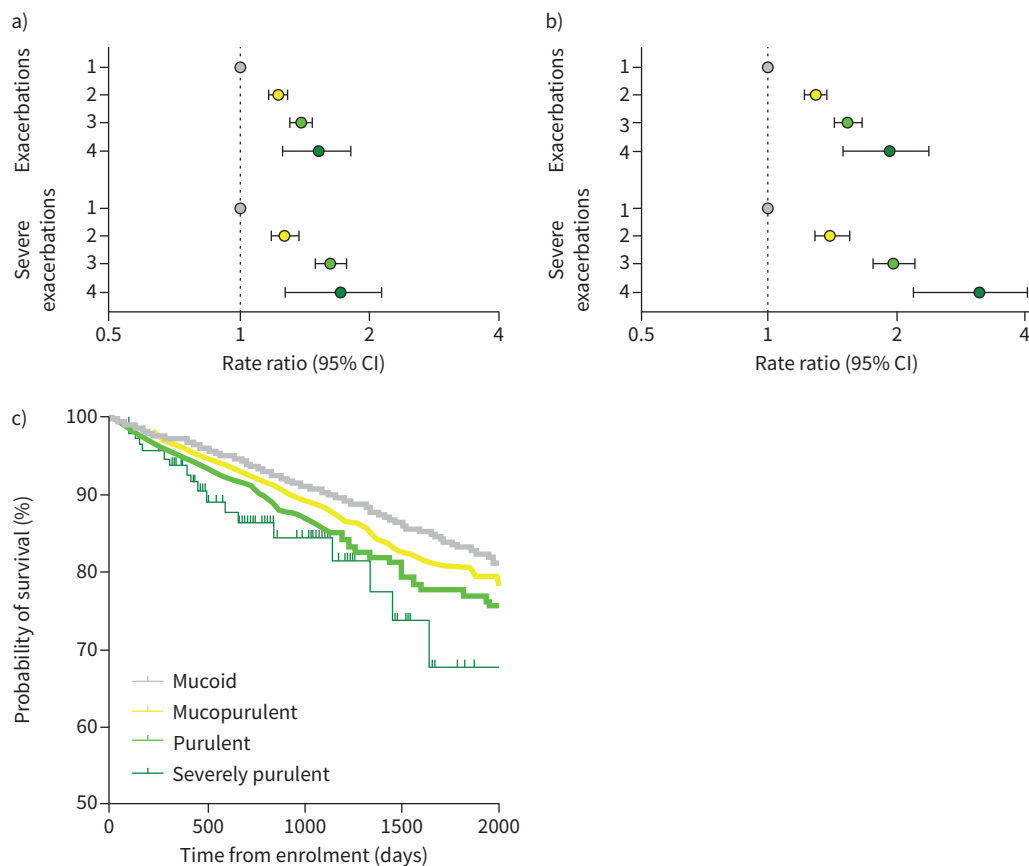 a)
Exacerbations
1
2
3
4
Severe
exacerbations
1
2
3
4
0.5
1
2
4
Rate ratio (95% CI)
b)
Exacerbations
1
2
3
4
Severe
exacerbations
1
2
3
4
0.5
1
2
4
Rate ratio (95% CI)
c)
Probability of survival (%)
100
90
80
70
60
50
Mucoid
Mucopurulent
Purulent
Severely purulent
0
500
1000
1500
2000
Time from enrolment (days)